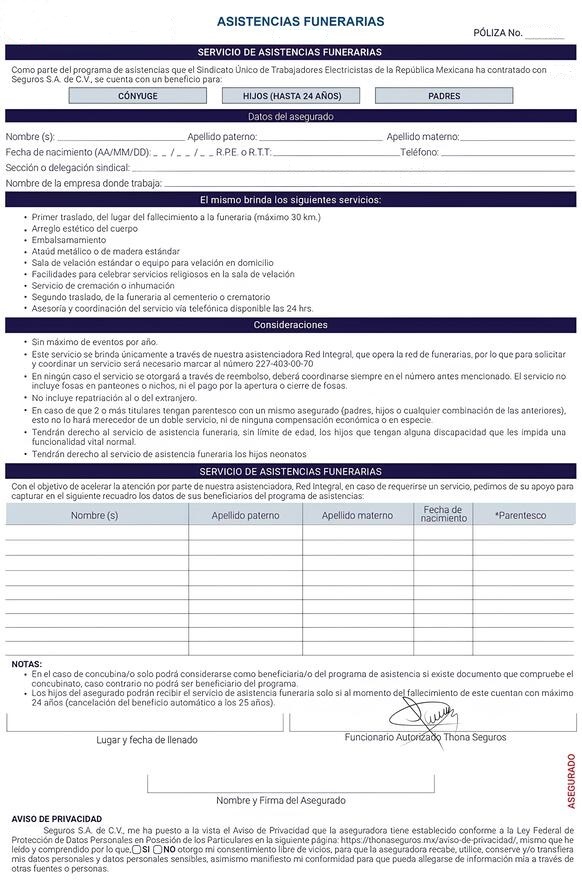 ASISTENCIAS FUNERARIAS
PÓLIZA No. ______
SERVICIO DE ASISTENCIAS FUNERARIAS
Como parte del programa de asistencias que el Sindicato Único de Trabajadores Electricistas de la República Mexicana ha contratado con
Seguros S.A. de C.V., se cuenta con un beneficio para:
CÓNYUGE
HIJOS (HASTA 24 AÑOS)
PADRES
Datos del asegurado
Nombre (s): Apellido paterno: Apellido materno:
Fecha de nacimiento (AA/MM/DD): _ _ / _ _ / _ _ R.P.E. o R.T.T: Teléfono:
Sección o delegación sindical:
Nombre de la empresa donde trabaja:
El mismo brinda los siguientes servicios:
• Primer traslado, del lugar del fallecimiento a la funeraria (máximo 30 km.)
• Arreglo estético del cuerpo
• Embalsamamiento
• Ataúd metálico o de madera estándar
• Sala de velación estándar o equipo para velación en domicilio
• Facilidades para celebrar servicios religiosos en la sala de velación
• Servicio de cremación o inhumación
• Segundo traslado, de la funeraria al cementerio o crematorio
• Asesoría y coordinación del servicio vía telefónica disponible las 24 hrs.
Consideraciones
• Sin máximo de eventos por año.
• Este servicio se brinda únicamente a través de nuestra asistenciadora Red Integral, que opera la red de funerarias, por lo que para solicitar
y coordinar un servicio será necesario marcar al número 227-403-00-70
• En ningún caso el servicio se otorgará a través de reembolso, deberá coordinarse siempre en el número antes mencionado. El servicio no
incluye fosas en panteones o nichos, ni el pago por la apertura o cierre de fosas.
• No incluye repatriación al o del extranjero.
• En caso de que 2 o más titulares tengan parentesco con un mismo asegurado (padres, hijos o cualquier combinación de las anteriores),
esto no lo hará merecedor de un doble servicio, ni de ninguna compensación económica o en especie.
• Tendrán derecho al servicio de asistencia funeraria, sin límite de edad, los hijos que tengan alguna discapacidad que les impida una
funcionalidad vital normal.
• Tendrán derecho al servicio de asistencia funeraria los hijos neonatos
SERVICIO DE ASISTENCIAS FUNERARIAS
Con el objetivo de acelerar la atención por parte de nuestra asistenciadora, Red Integral, en caso de requerirse un servicio, pedimos de su apoyo para
capturar en el siguiente recuadro los datos de sus beneficiarios del programa de asistencias:
Nombre (s) Apellido paterno Apellido materno Fecha de nacimiento *Parentesco
NOTAS:
• En el caso de concubina/o solo podrá considerarse como beneficiaria/o del programa de asistencia si existe documento que compruebe el
concubinato, caso contrario no podrá ser beneficiario del programa.
• Los hijos del asegurado podrán recibir el servicio de asistencia funeraria solo si al momento del fallecimiento de este cuentan con máximo
24 años (cancelación del beneficio automático a los 25 años).
Lugar y fecha de llenado
Funcionario Autorizado Thona Seguros
Nombre y Firma del Asegurado
ASEGURADO
AVISO DE PRIVACIDAD
Seguros S.A. de C.V., me ha puesto a la vista el Aviso de Privacidad que la aseguradora tiene establecido conforme a la Ley Federal de
Protección de Datos Personales en Posesión de los Particulares en la siguiente página: https://thonaseguros.mx/aviso-de-privacidad/, mismo que he
leído y comprendido por lo que, SI NO otorgo mi consentimiento libre de vicios, para que la aseguradora recabe, utilice, conserve y/o transfiera
mis datos personales y datos personales sensibles, asimismo manifiesto mi conformidad para que pueda allegarse de información mía a través de
otras fuentes o personas.